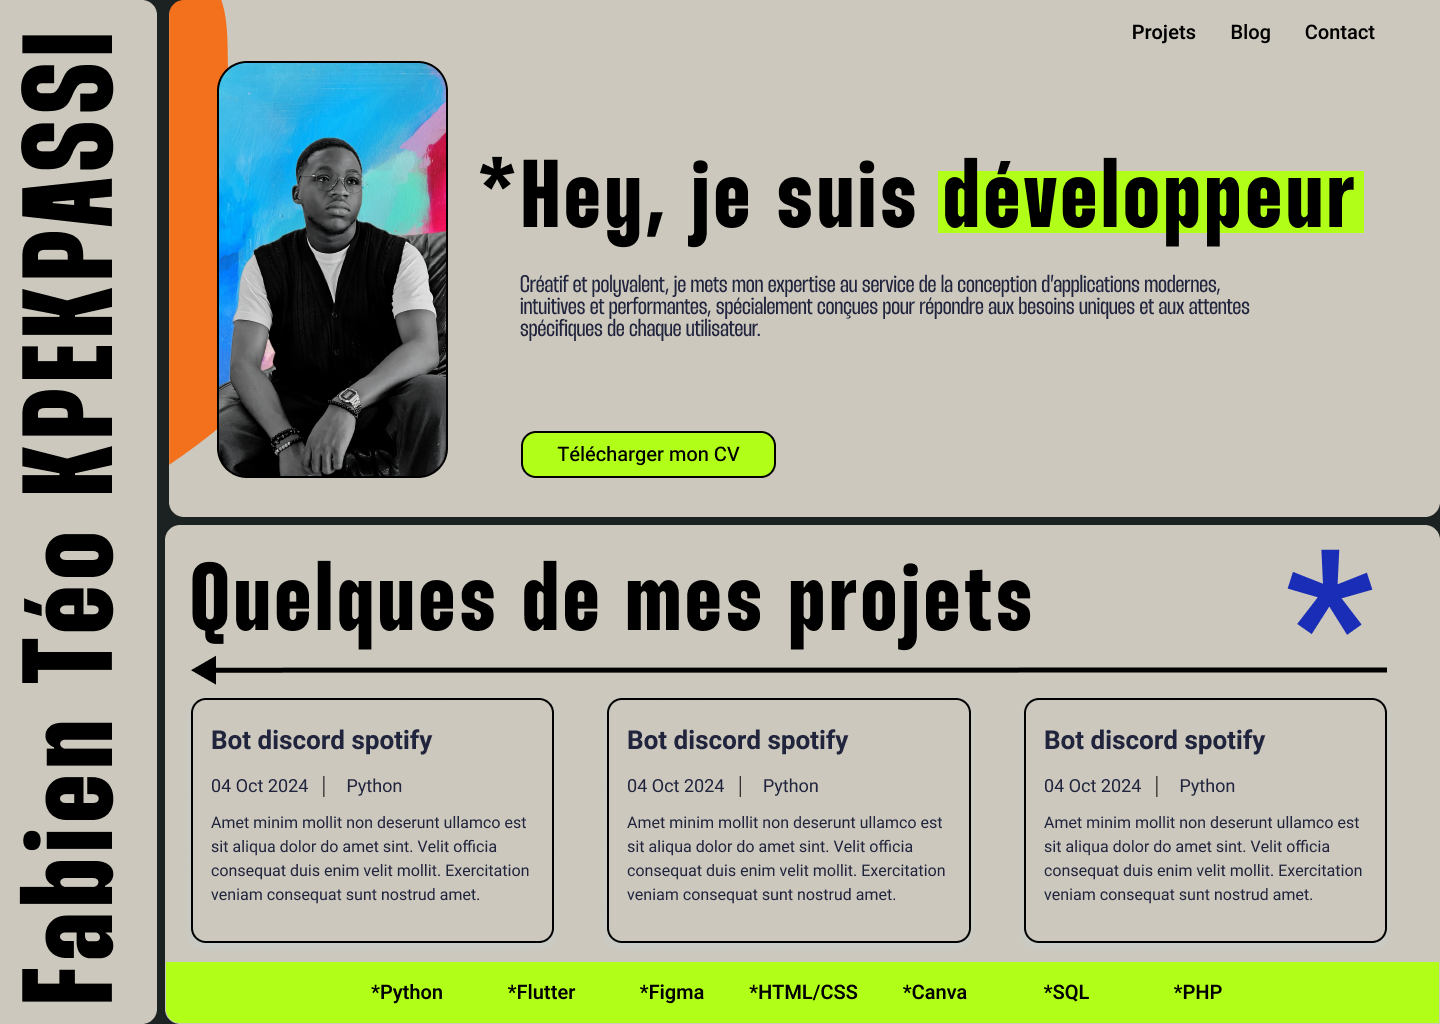 Fabien Téo KPEKPASSI
Projets Blog Contact
*Hey, je suis développeur
Créatif et polyvalent, je mets mon expertise au service de la conception d'applications modernes,
intuitives et performantes, spécialement conçues pour répondre aux besoins uniques et aux attentes
spécifiques de chaque utilisateur.
Télécharger mon CV
Quelques de mes projets
*
Bot discord spotify
04 Oct 2024 | Python
Amet minim mollit non deserunt ullamco est
sit aliqua dolor do amet sint. Velit officia
consequat duis enim velit mollit. Exercitation
veniam consequat sunt nostrud amet.
Bot discord spotify
04 Oct 2024 | Python
Amet minim mollit non deserunt ullamco est
sit aliqua dolor do amet sint. Velit officia
consequat duis enim velit mollit. Exercitation
veniam consequat sunt nostrud amet.
Bot discord spotify
04 Oct 2024 | Python
Amet minim mollit non deserunt ullamco est
sit aliqua dolor do amet sint. Velit officia
consequat duis enim velit mollit. Exercitation
veniam consequat sunt nostrud amet.
*Python *Flutter *Figma *HTML/CSS *Canva *SQL *PHP